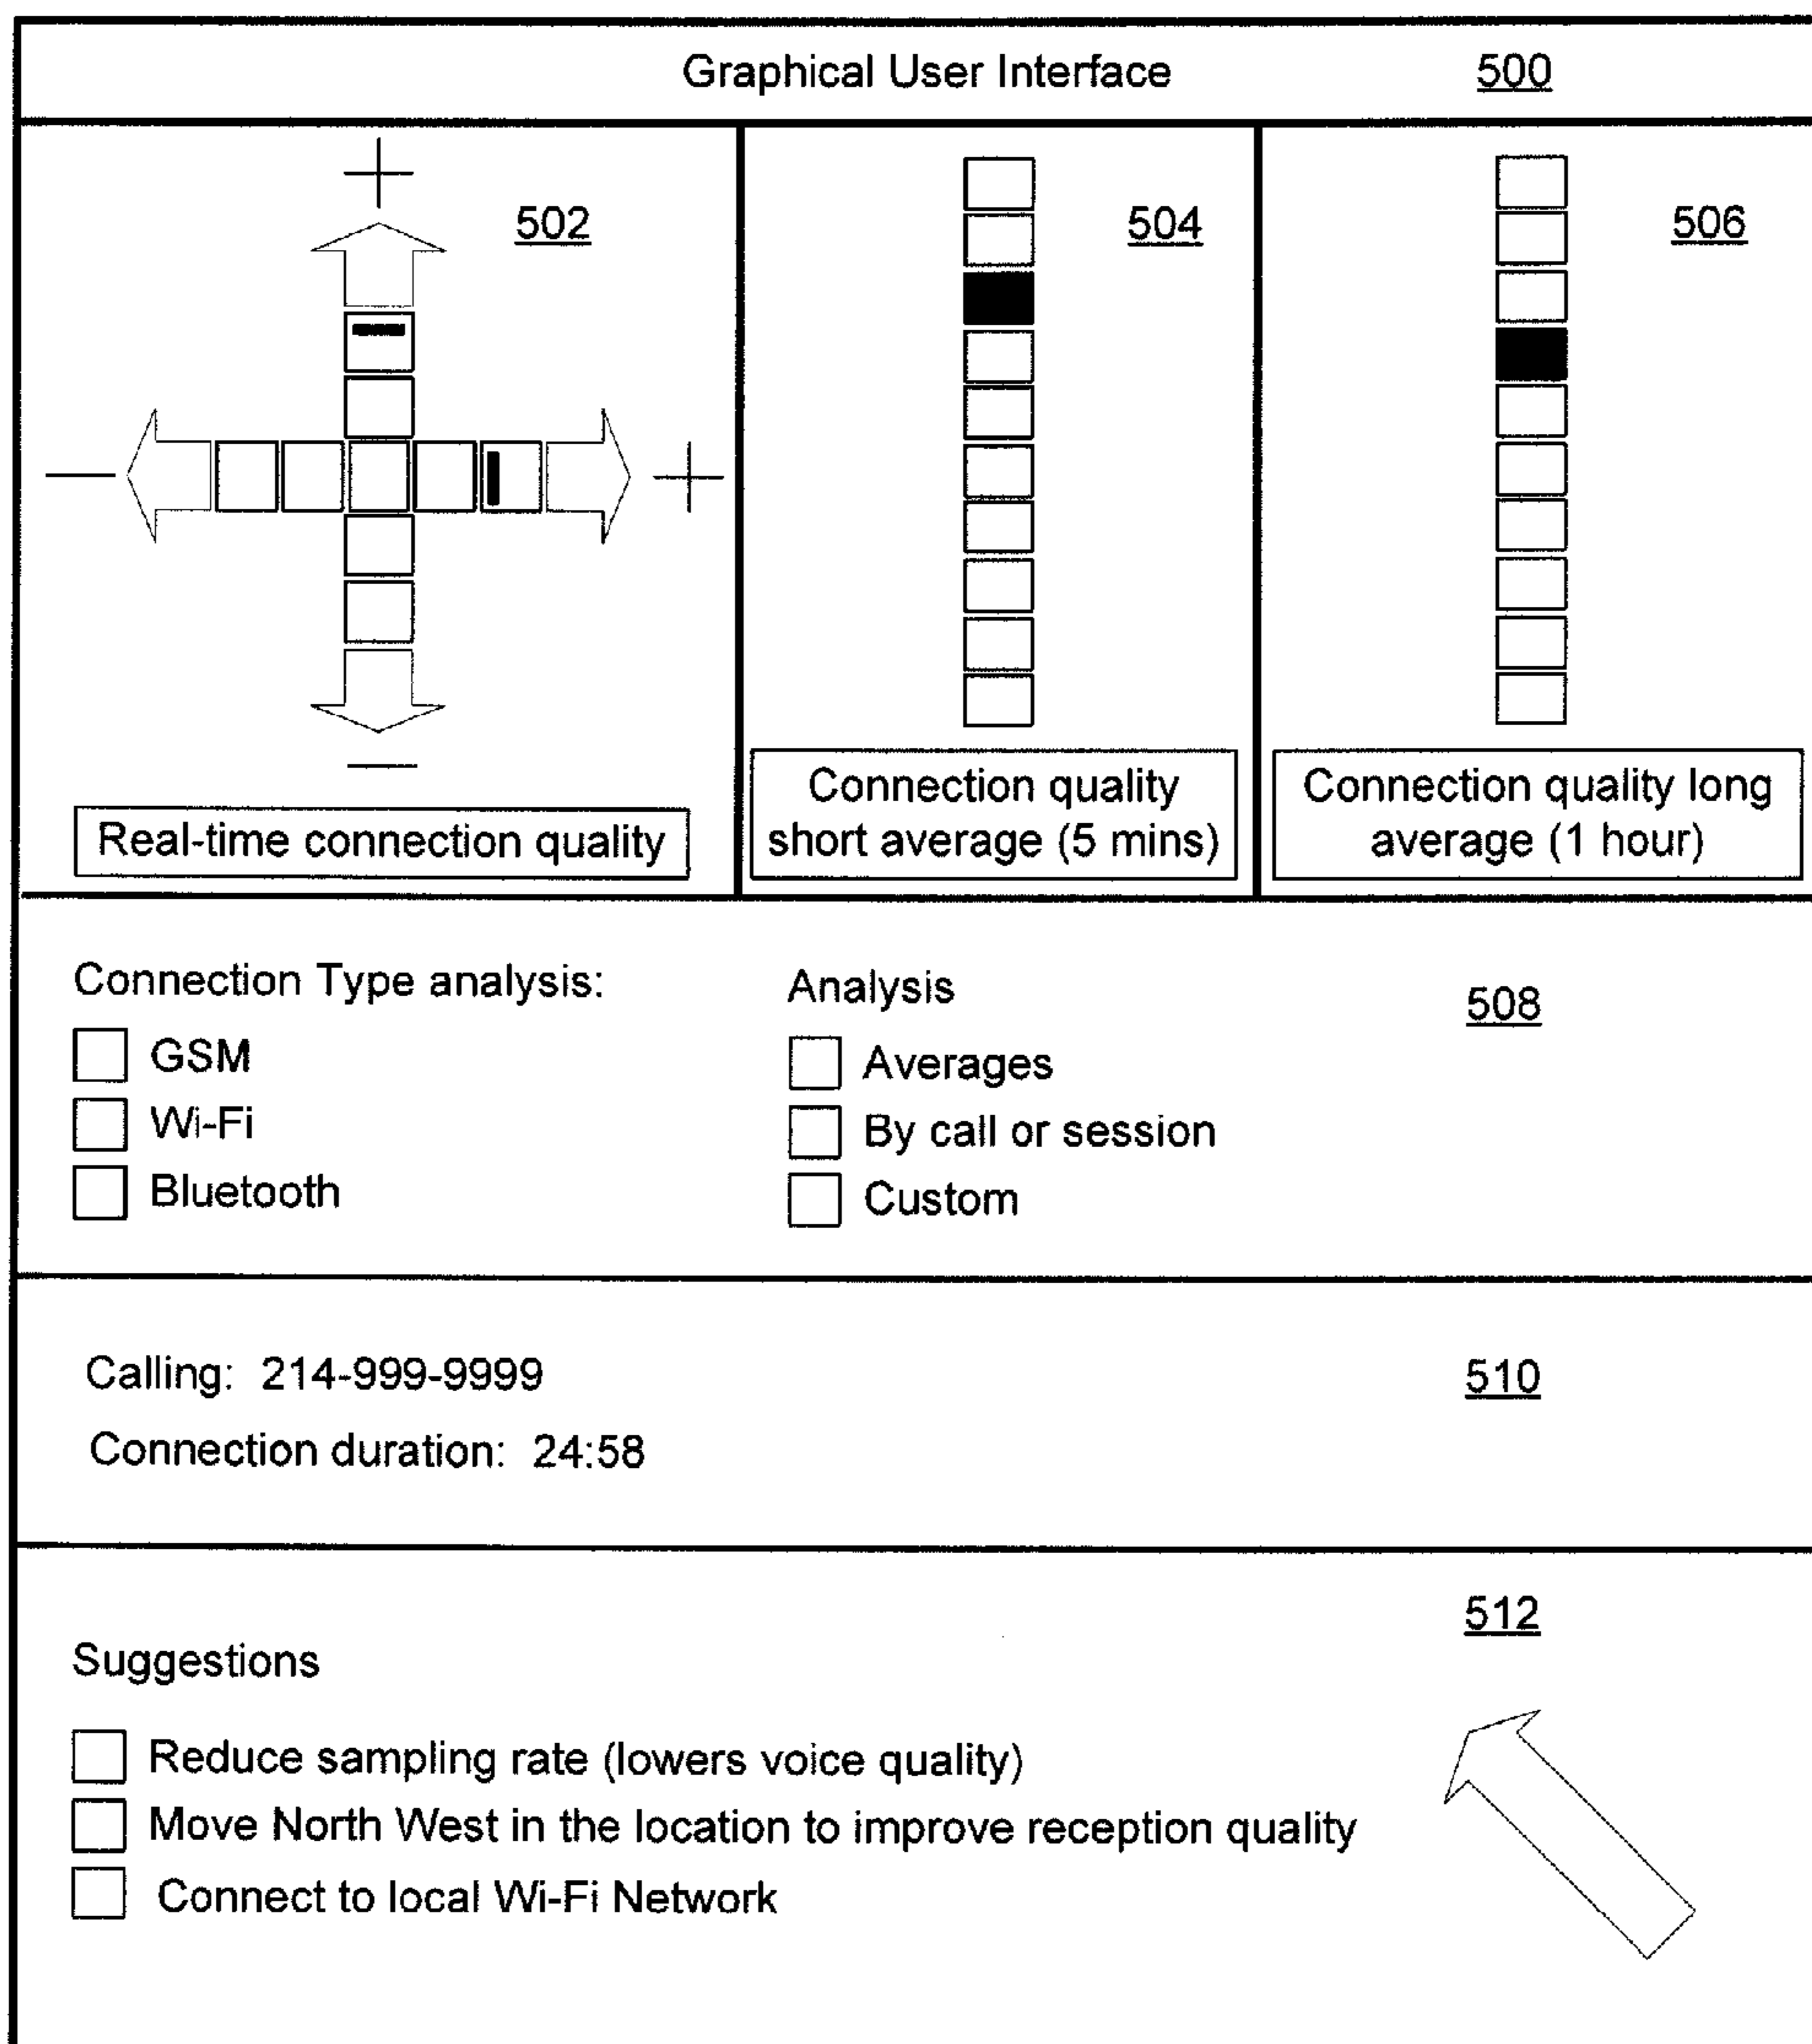 Graphical User Interface 500
+
502
504
506
— +
—
Real-time connection quality
Connection quality
short average (5 mins)
Connection quality long
average (1 hour)
Connection Type analysis:
GSM
Wi-Fi
Bluetooth
Analysis
Averages
By call or session
Custom
508
Calling: 214-999-9999
Connection duration: 24:58
510
512
Suggestions
Reduce sampling rate (lowers voice quality)
Move North West in the location to improve reception quality
Connect to local Wi-Fi Network